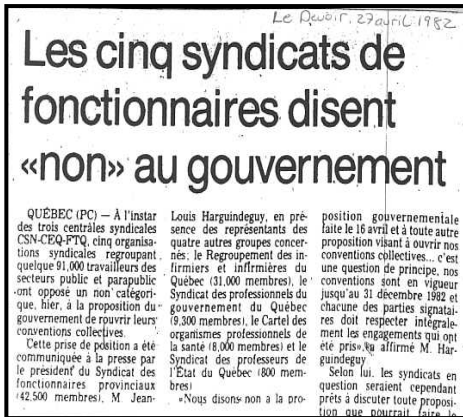 Le Devoir, 27 avril 1982
Les cinq syndicats de
fonctionnaires disent
«non» au gouvernement
QUÉBEC (PC) — À l'instar
des trois centrâles syndicales
CSN-CEQ-FTQ, cinq organisa-
tions syndicales regroupant
quelque 91,000 travailleurs des
secteurs public et parapublic
ont opposé un non catégori-
que, hier, à la proposition du
gouvernement de rouvrir leurs
conventions collectives.
Cette prise de position a été
communiquée à la presse par
le président du Syndicat des
fonctionnaires provinciaux
(42,500 membres), M. Jean-
Louis Harguindeguy, en pré-
sence des représentants des
quatre autres groupes concer-
nés; le Regroupement des in-
firmiers et infirmières du
Québec (31,000 membres), le
Syndicat des professionnels du
gouvernement du Québec
(9,300 membres), le Cartel des
organismes professionnels de
la santé (8,000 membres) et le
Syndicat des professeurs de
l'État du Québec (800 mem-
bres)
«Nous disons non a la pro-
position gouvernementale
faite le 16 avril et à toute autre
proposition visant à ouvrir nos
conventions collectives... c'est
une question de principe, nos
conventions sont en vigueur
jusqu'au 31 décembre 1982 et
chacune des parties signatai-
res doit respecter intégrale-
ment les engagements qui ont
été pris», a affirmé M. Har-
guindeguy
Selon lui, les syndicats en
question seraient cependant
prêts à discuter toute proposi-
tion que pourrait faire le